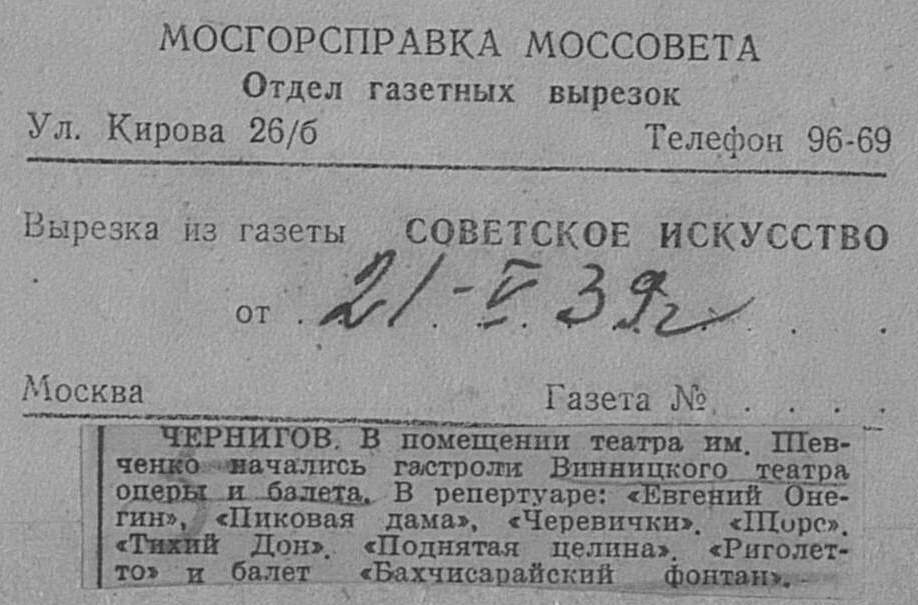 МОСГОРСПРАВКА МОССОВЕТА
Отдел газетных вырезок
Ул. Кирова 26/б Телефон 96-69
Вырезка из газеты СОВЕТСКОЕ ИСКУССТВО
от 21-V 39г
Москва Газета № . . . .
ЧЕРНИГОВ. В помещении театра им. Шев-
ченко начались гастроли Винницкого театра
оперы и балета. В репертуаре: «Евгений Оне-
гин», «Пиковая дама», «Черевички», «Щорс»,
«Тихий Дон», «Поднятая целина», «Риголет-
то» и балет «Бахчисарайский фонтан».